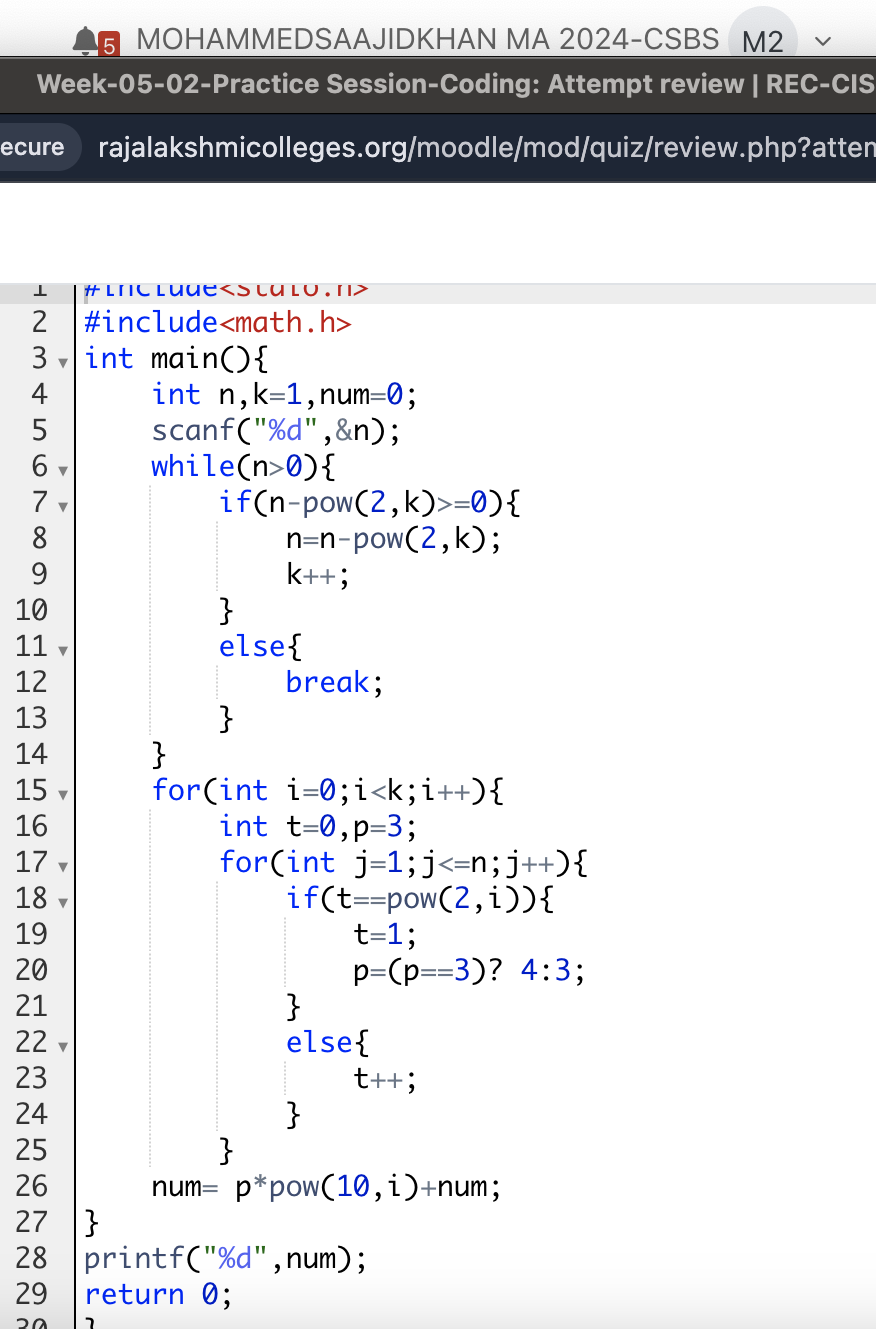 5 MOHAMMEDSAAJIDKHAN MA 2024-CSBS M2
Week-05-02-Practice Session-Coding: Attempt review | REC-CIS
ecure rajalakshmicolleges.org/moodle/mod/quiz/review.php?attem
1 #include<stdio.h>
2 #include<math.h>
3 int main(){
4 int n,k=1,num=0;
5 scanf("%d",&n);
6 while(n>0){
7 if(n-pow(2,k)>=0){
8 n=n-pow(2,k);
9 k++;
10 }
11 else{
12 break;
13 }
14 }
15 for(int i=0;i<k;i++){
16 int t=0,p=3;
17 for(int j=1;j<=n;j++){
18 if(t==pow(2,i)){
19 t=1;
20 p=(p==3)? 4:3;
21 }
22 else{
23 t++;
24 }
25 }
26 num= p*pow(10,i)+num;
27 }
28 printf("%d",num);
29 return 0;
30 }